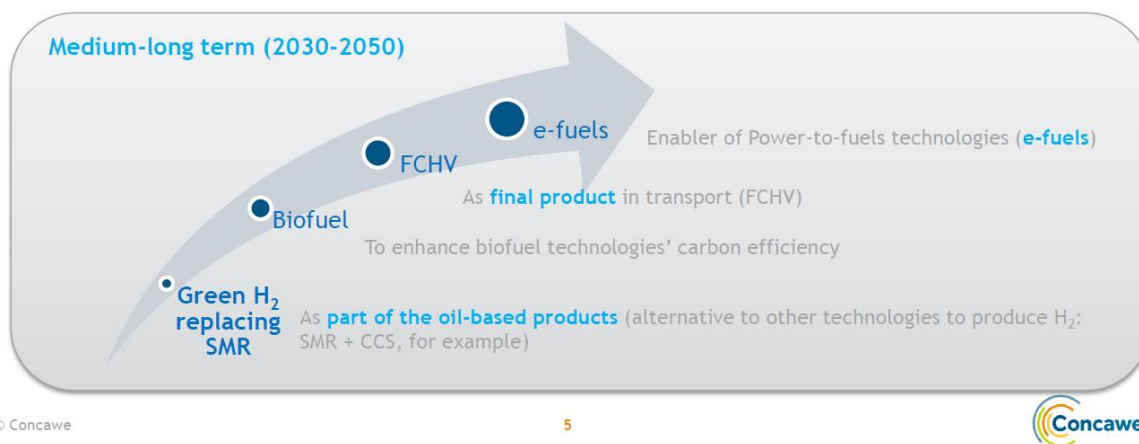 Medium-long term (2030-2050)
e-fuels
Enabler of Power-to-fuels technologies (e-fuels)
FCHV
As final product in transport (FCHV)
Biofuel
To enhance biofuel technologies’ carbon efficiency
Green H₂
replacing
SMR
As part of the oil-based products (alternative to other technologies to produce H₂:
SMR + CCS, for example)
© Concawe
5
Concawe